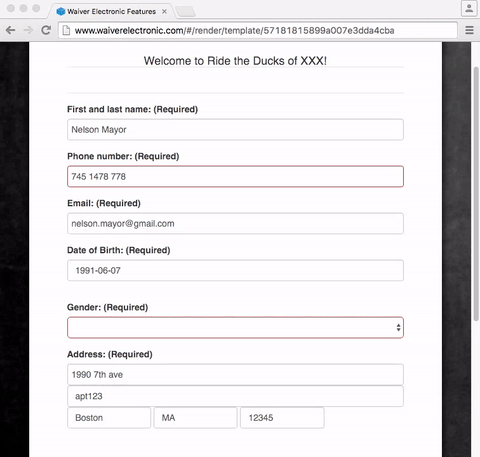 Waiver Electronic Features
www.waiverelectronic.com/#/render/template/57181815899a007e3dda4cba
Welcome to Ride the Ducks of XXX!
First and last name: (Required)
Nelson Mayor
Phone number: (Required)
745 1478 778
Email: (Required)
nelson.mayor@gmail.com
Date of Birth: (Required)
1991-06-07
Gender: (Required)
Address: (Required)
1990 7th ave
apt123
Boston MA 12345